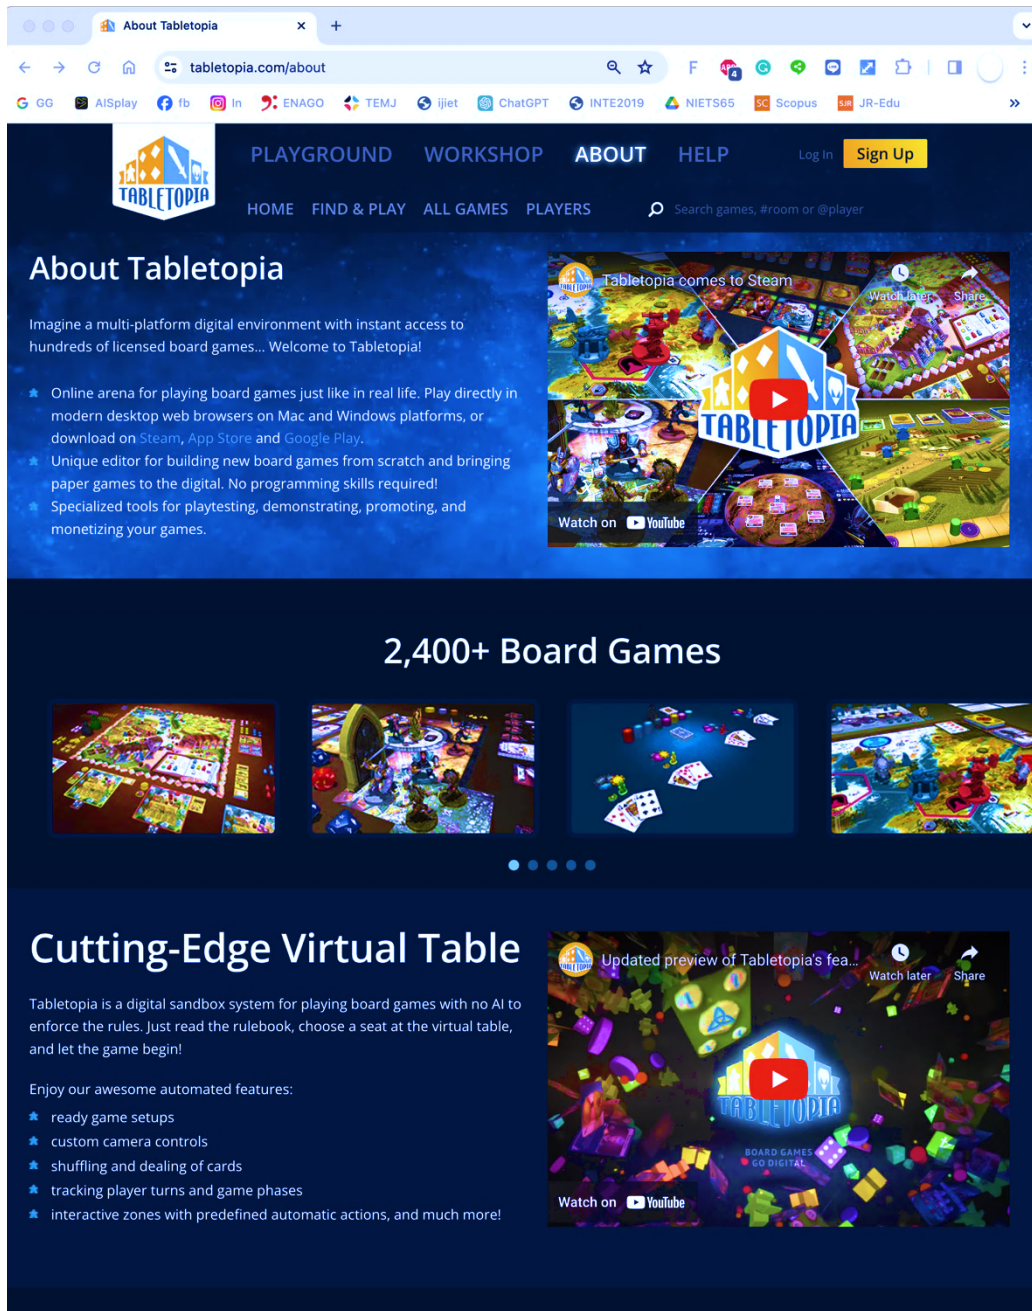 About Tabletopia
tabletopia.com/about
4
GG
AISplay
fb
In
ENAGO
TEMJ
ijiet
ChatGPT
INTE2019
NIETS65
SC Scopus
SJR JR-Edu
TABLETOPIA
PLAYGROUND WORKSHOP ABOUT HELP
Log In
Sign Up
HOME FIND & PLAY ALL GAMES PLAYERS
Search games, #room or @player
About Tabletopia
Imagine a multi-platform digital environment with instant access to
hundreds of licensed board games... Welcome to Tabletopia!
Online arena for playing board games just like in real life. Play directly in
modern desktop web browsers on Mac and Windows platforms, or
download on Steam, App Store and Google Play.
Unique editor for building new board games from scratch and bringing
paper games to the digital. No programming skills required!
Specialized tools for playtesting, demonstrating, promoting, and
monetizing your games.
TABLETOPIA
Tabletopia comes to Steam
Watch later
Share
TABLETOPIA
Watch on YouTube
2,400+ Board Games
Cutting-Edge Virtual Table
Tabletopia is a digital sandbox system for playing board games with no AI to
enforce the rules. Just read the rulebook, choose a seat at the virtual table,
and let the game begin!
Enjoy our awesome automated features:
ready game setups
custom camera controls
shuffling and dealing of cards
tracking player turns and game phases
interactive zones with predefined automatic actions, and much more!
TABLETOPIA
Updated preview of Tabletopia's fea...
Watch later
Share
TABLETOPIA
BOARD GAMES
GO DIGITAL
Watch on YouTube